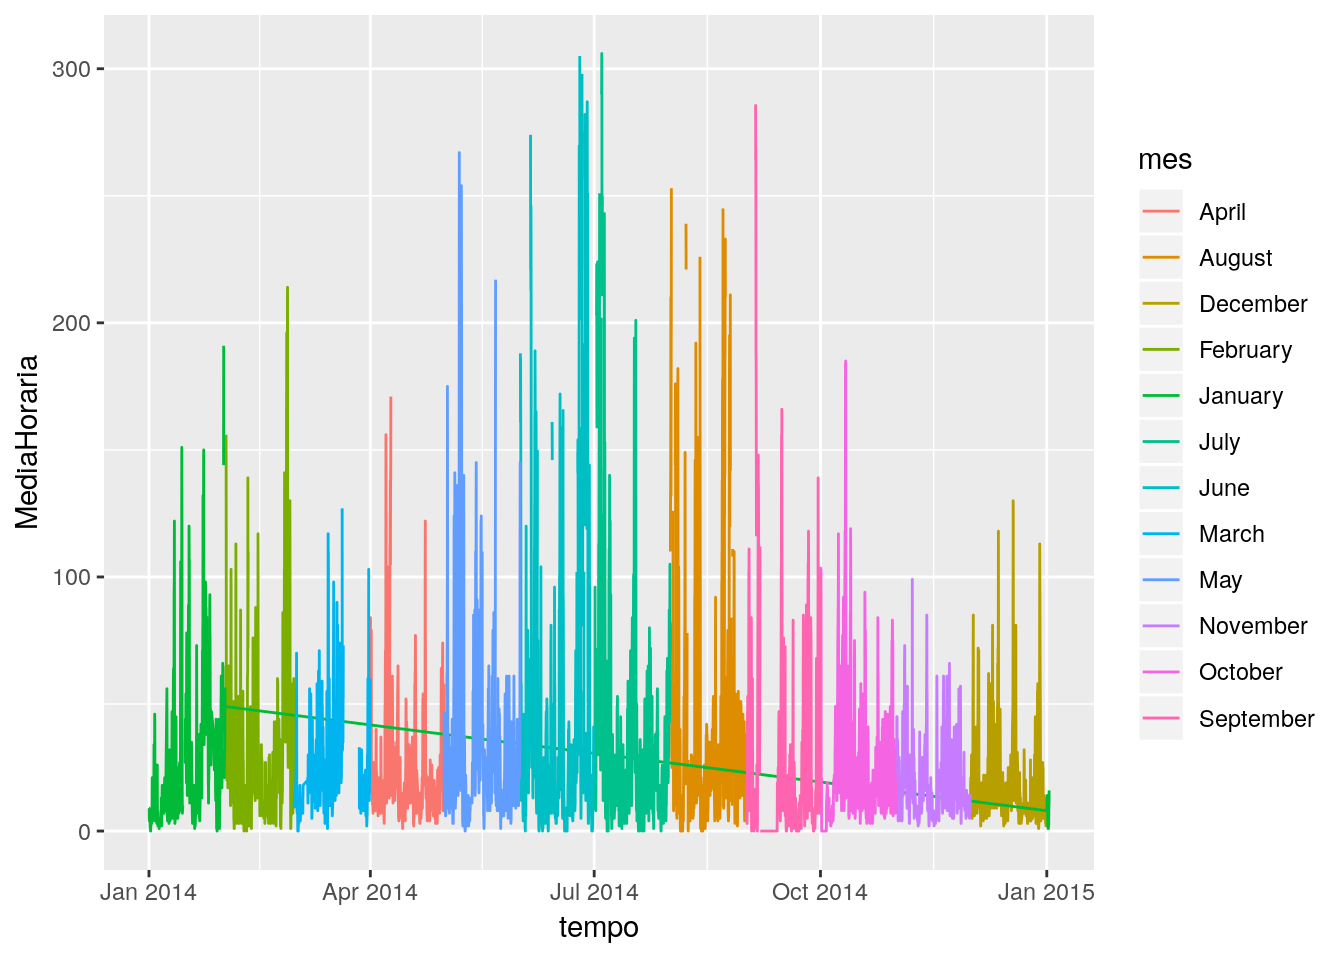 300
200
100
0
MediaHoraria
Jan 2014
Apr 2014
Jul 2014
Oct 2014
Jan 2015
tempo
mes
April
August
December
February
January
July
June
March
May
November
October
September